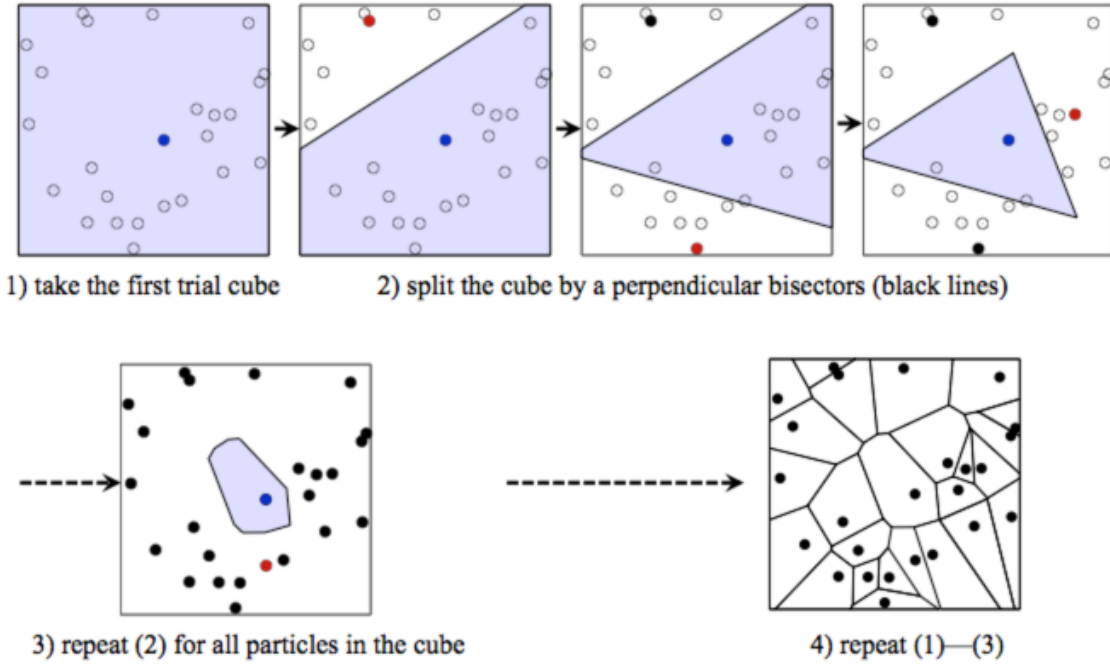 1) take the first trial cube
2) split the cube by a perpendicular bisectors (black lines)
3) repeat (2) for all particles in the cube
4) repeat (1)—(3)